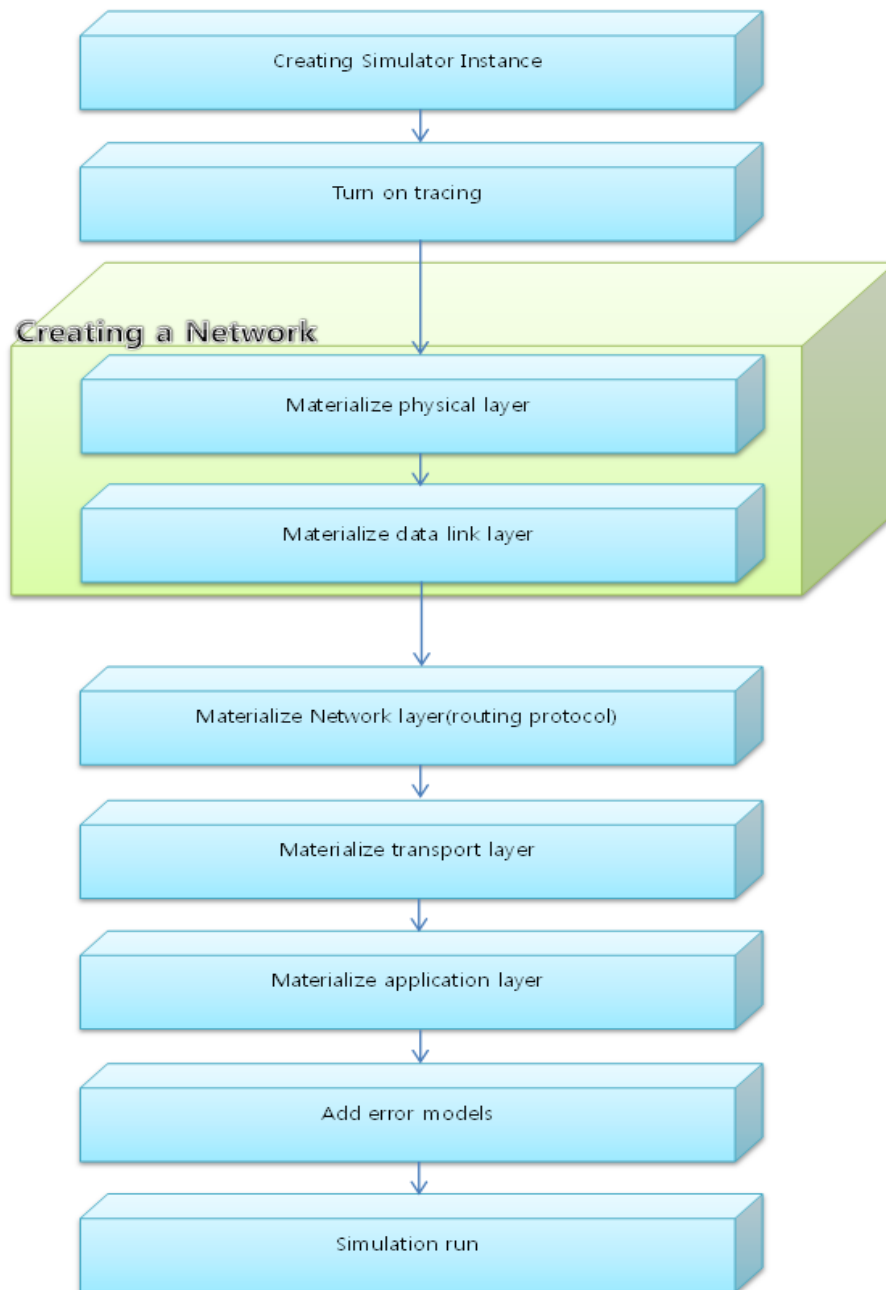 Creating Simulator Instance
Turn on tracing
Creating a Network
Materialize physical layer
Materialize data link layer
Materialize Network layer(routing protocol)
Materialize transport layer
Materialize application layer
Add error models
Simulation run